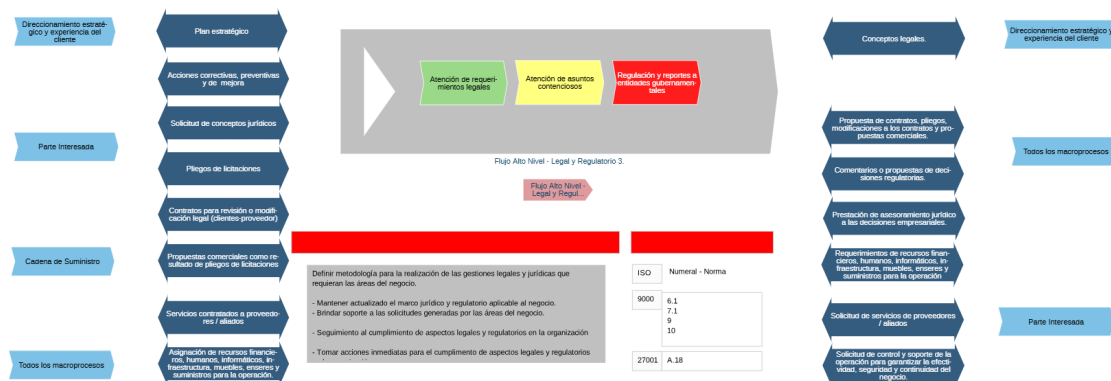 Direccionamiento estraté-
gico y experiencia del
cliente
Parte Interesada
Cadena de Suministro
Todos los macroprocesos
Plan estratégico
Acciones correctivas, preventivas
y de  mejora
Solicitud de conceptos jurídicos
Pliegos de licitaciones
Contratos para revisión o modifi-
cación legal (clientes-proveedor)
Propuestas comerciales como re-
sultado de pliegos de licitaciones
Servicios contratados a proveedo-
res / aliados
Asignación de recursos financie-
ros, humanos, informáticos, in-
fraestructura, muebles, enseres y
suministros para la operación.
Atención de requeri-
mientos legales
Atención de asuntos
contenciosos
Regulación y reportes a
entidades gubernamen-
tales
Flujo Alto Nivel - Legal y Regulatorio 3.
Flujo Alto Nivel -
Legal y Regul...
Definir metodología para la realización de las gestiones legales y jurídicas que
requieran las áreas del negocio.
- Mantener actualizado el marco jurídico y regulatorio aplicable al negocio.
- Brindar soporte a las solicitudes generadas por las áreas del negocio.
- Seguimiento al cumplimiento de aspectos legales y regulatorios en la organización
- Tomar acciones inmediatas para el cumplimento de aspectos legales y regulatorios
ISO
Numeral - Norma
9000
6.1
7.1
9
10
27001
A.18
Conceptos legales.
Propuesta de contratos, pliegos,
modificaciones a los contratos y pro-
puestas comerciales.
Comentarios o propuestas de deci-
siones regulatorias.
Prestación de asesoramiento jurídico
a las decisiones empresariales.
Requerimientos de recursos finan-
cieros, humanos, informáticos, in-
fraestructura, muebles, enseres y
suministros para la operación
Solicitud de servicios de proveedores
/ aliados
Solicitud de control y soporte de la
operación para garantizar la efecti-
vidad, seguridad y continuidad del
negocio.
Direccionamiento estratégico y
experiencia del cliente
Todos los macroprocesos
Parte Interesada